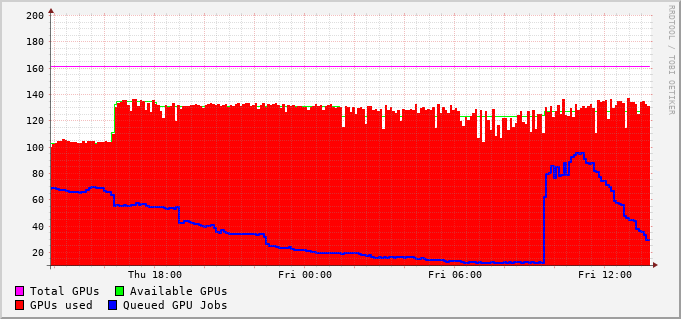 200
180
160
140
120
100
80
60
40
20
Thu 18:00 Fri 00:00 Fri 06:00 Fri 12:00
Total GPUs Available GPUs
GPUs used Queued GPU Jobs
RRDTOOL / TOBI OETIKER